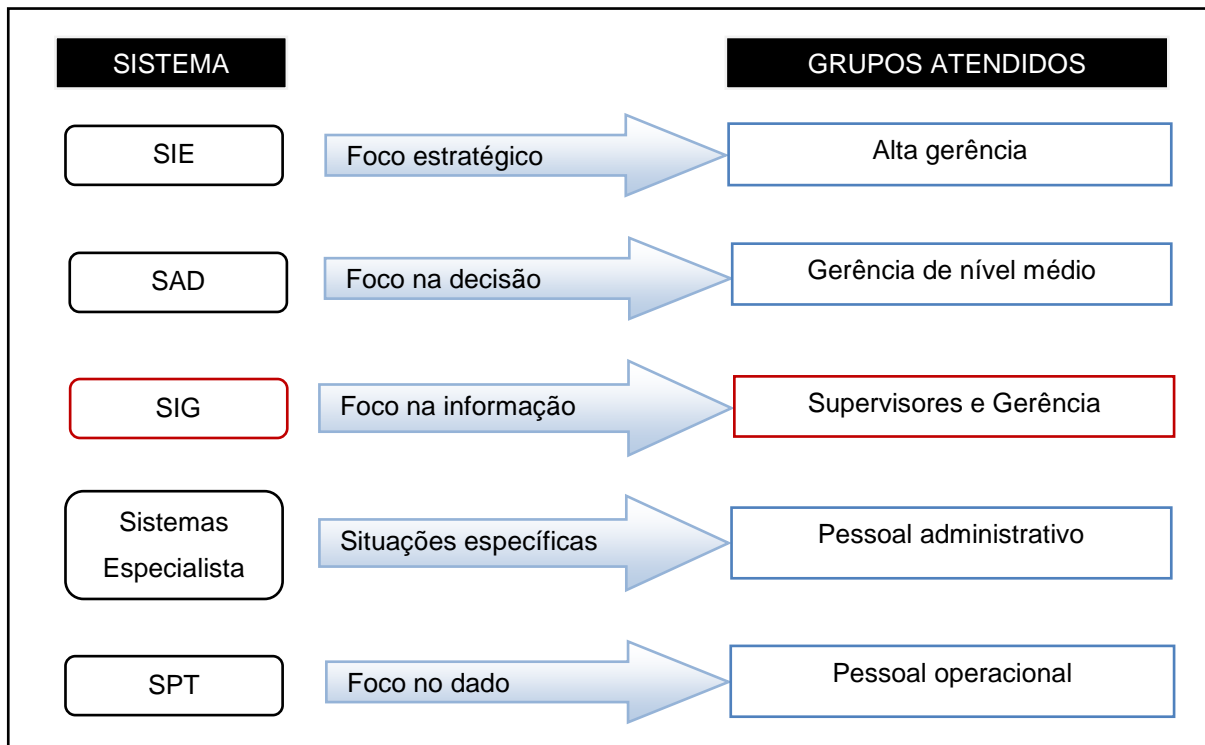 SISTEMA
GRUPOS ATENDIDOS
SIE
Foco estratégico
Alta gerência
SAD
Foco na decisão
Gerência de nível médio
SIG
Foco na informação
Supervisores e Gerência
Sistemas
Especialista
Situações específicas
Pessoal administrativo
SPT
Foco no dado
Pessoal operacional